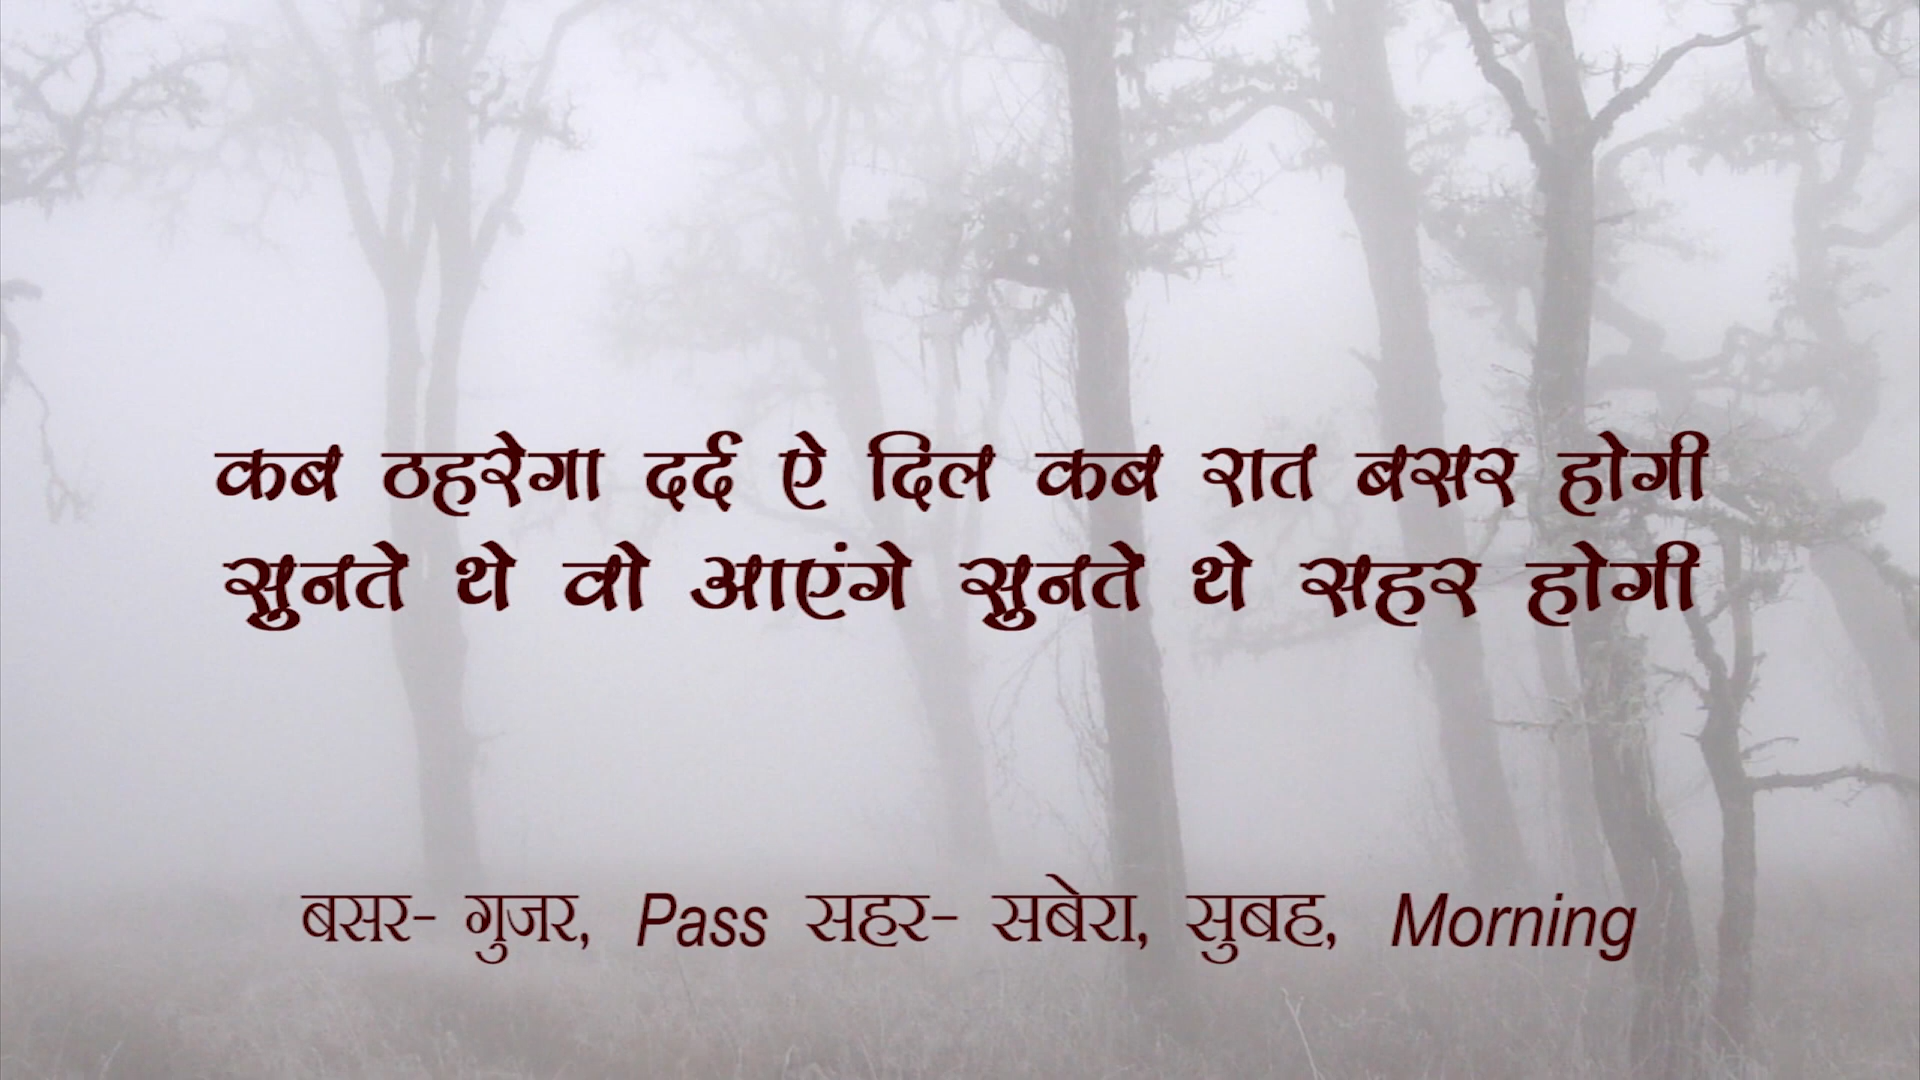 कब ठहरेगा दर्द ऐ दिल कब रात बसर होगी
सुनते थे वो आएंगे सुनते थे सहर होगी
बसर- गुजर, Pass सहर- सबेरा, सुबह, Morning